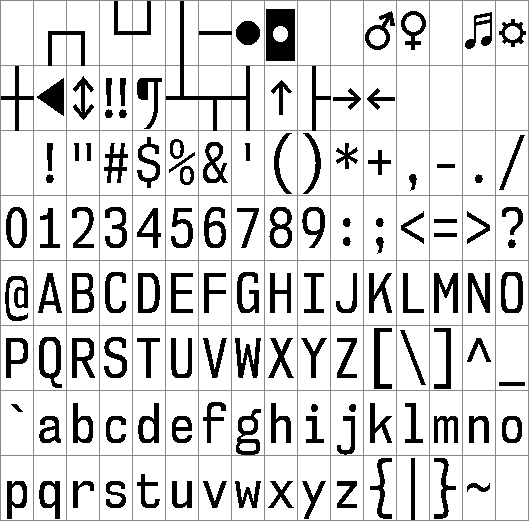 ┌┐└┘│─•◘ ♂♀ ♫☼
┼◄↕‼¶┴┬┤↑├→←
!"#$%&'()*+,-./
0123456789:;<=>?
@ABCDEFGHIJKLMNO
PQRSTUVWXYZ[\]^_
`abcdefghijklmno
pqrstuvwxyz{|}~